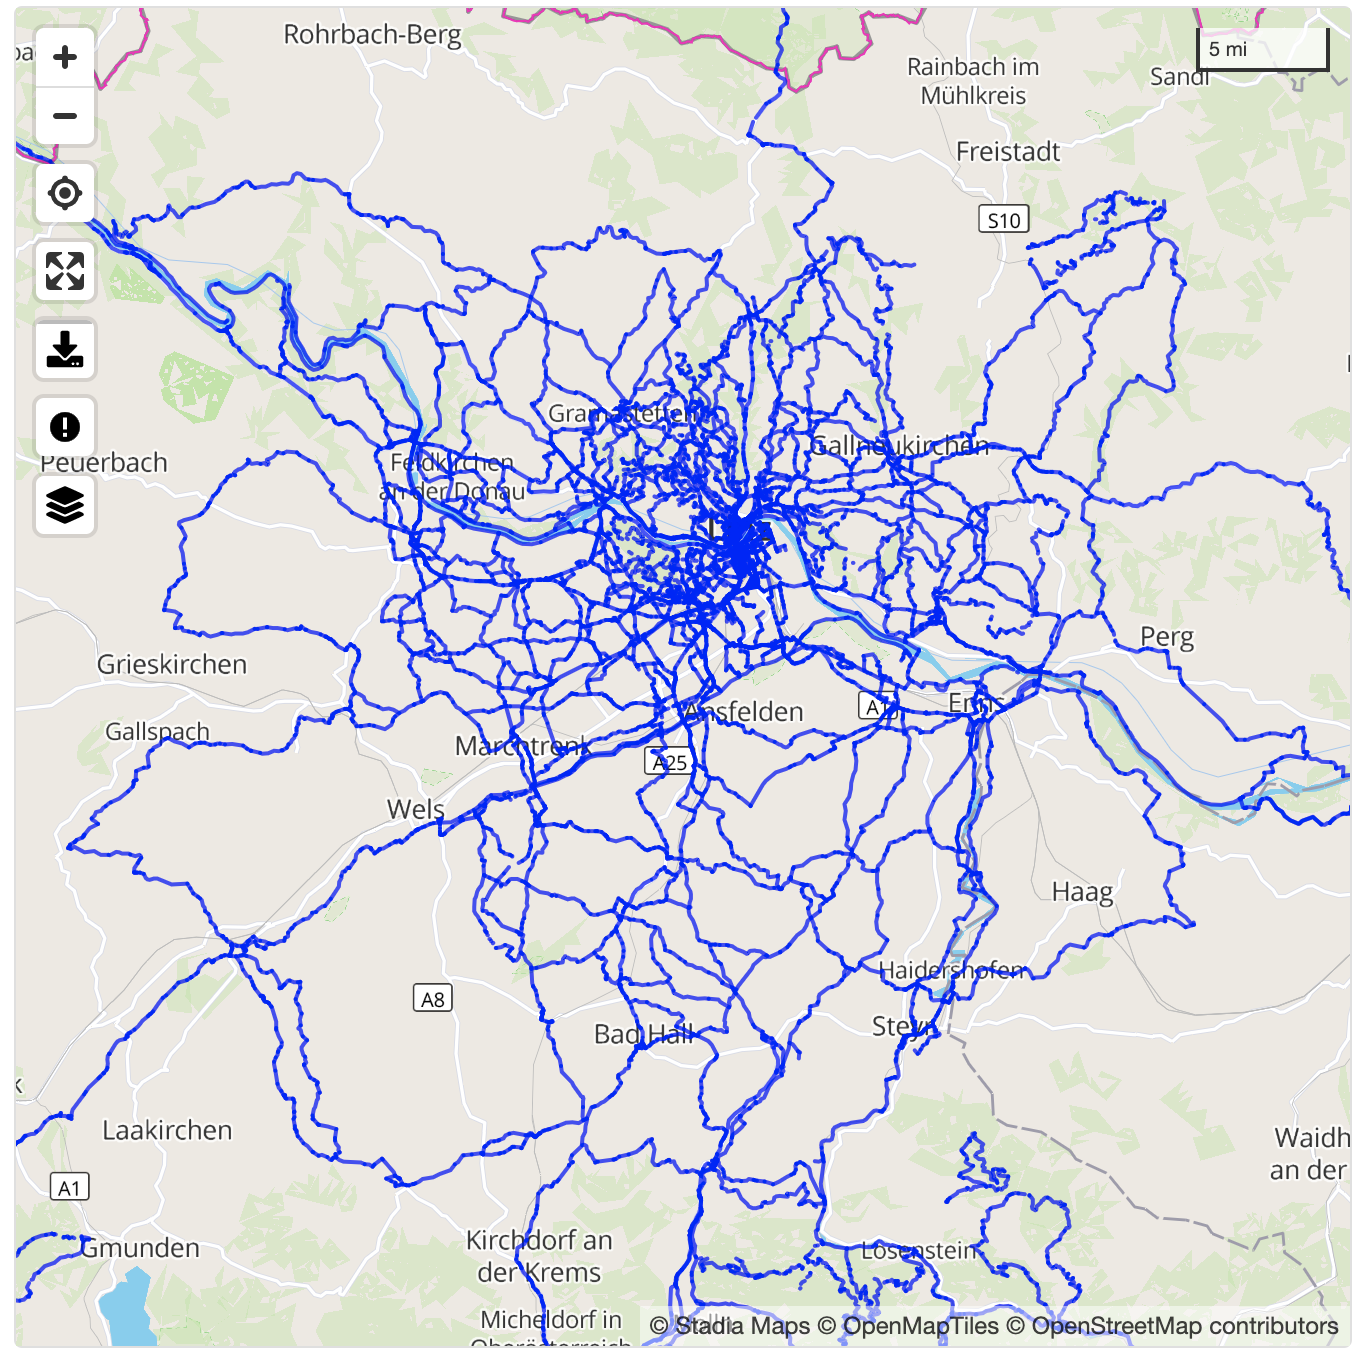 Rohrbach-Berg
5 mi
Rainbach im
Mühlkreis
Sandl
Freistadt
S10
Gramastetten
Gallneukirchen
Peuerbach
Feldkirchen
an der Donau
Perg
Grieskirchen
Enns
A1
Ansfelden
Gallspach
Marchtrenk
A25
Wels
Haag
Haidershofen
A8
Steyr
Bad Hall
Laakirchen
Waidh
an der
A1
Gmunden
Kirchdorf an
der Krems
Losenstein
Micheldorf in
Oberösterreich
© Stadia Maps © OpenMapTiles © OpenStreetMap contributors